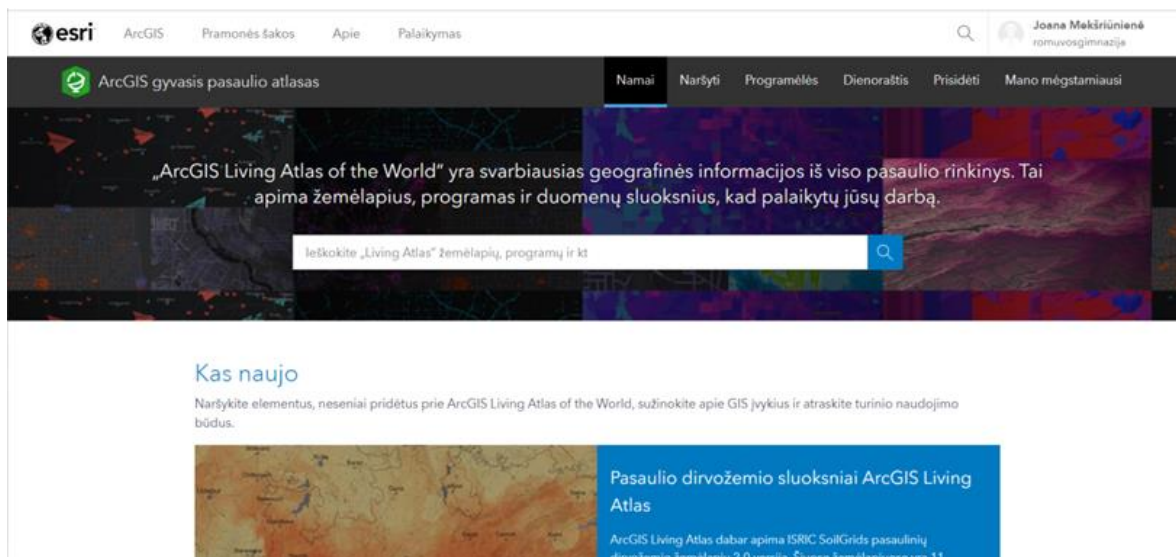 esri ArcGIS Pramonės šakos Apie Palaikymas Joana Mekšriūnienė
romuvosgimnazija
ArcGIS gyvasis pasaulio atlasas Namai Naršyti Programėlės Dienoraštis Prisidėti Mano mėgstamiausi
„ArcGIS Living Atlas of the World“ yra svarbiausias geografinės informacijos iš viso pasaulio rinkinys. Tai
apima žemėlapius, programas ir duomenų sluoksnius, kad palaikytų jūsų darbą.
Ieškokite „Living Atlas“ žemėlapių, programų ir kt
Kas naujo
Naršykite elementus, neseniai pridėtus prie ArcGIS Living Atlas of the World, sužinokite apie GIS įvykius ir atraskite turinio naudojimo
būdus.
Pasaulio dirvožemio sluoksniai ArcGIS Living
Atlas
ArcGIS Living Atlas dabar apima ISRIC SoilGrids pasaulinių